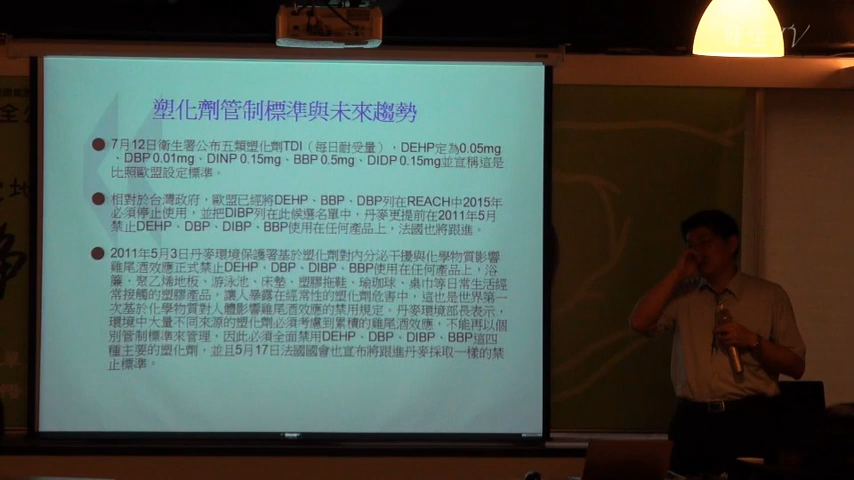 塑化劑管制標準與未來趨勢
7月12日衛生署公布五類塑化劑TDI（每日耐受量），DEHP定為0.05mg
、DBP 0.01mg、DINP 0.15mg、BBP 0.5mg、DIDP 0.15mg並宣稱這是
比照歐盟設定標準。
相對於台灣政府，歐盟已經將DEHP、BBP、DBP列在REACH中2015年
必須停止使用，並把DIBP列在此候選名單中，丹麥更提前在2011年5月
禁止DEHP、DBP、DIBP、BBP使用在任何產品上，法國也將跟進。
2011年5月3日丹麥環境保護署基於塑化劑對內分泌干擾與化學物質影響
雞尾酒效應正式禁止DEHP、DBP、DIBP、BBP使用在任何產品上，浴
簾、聚乙烯地板、游泳池、床墊、塑膠拖鞋、瑜珈球、桌巾等日常生活經
常接觸的塑膠產品，讓人暴露在經常性的塑化劑危害中，這也是世界第一
次基於化學物質對人體影響雞尾酒效應的禁用規定。丹麥環境部長表示，
環境中大量不同來源的塑化劑必須考慮到累積的雞尾酒效應，不能再以個
別管制標準來管理，因此必須全面禁用DEHP、DBP、DIBP、BBP這四
種主要的塑化劑，並且5月17日法國國會也宣布將跟進丹麥採取一樣的禁
止標準。